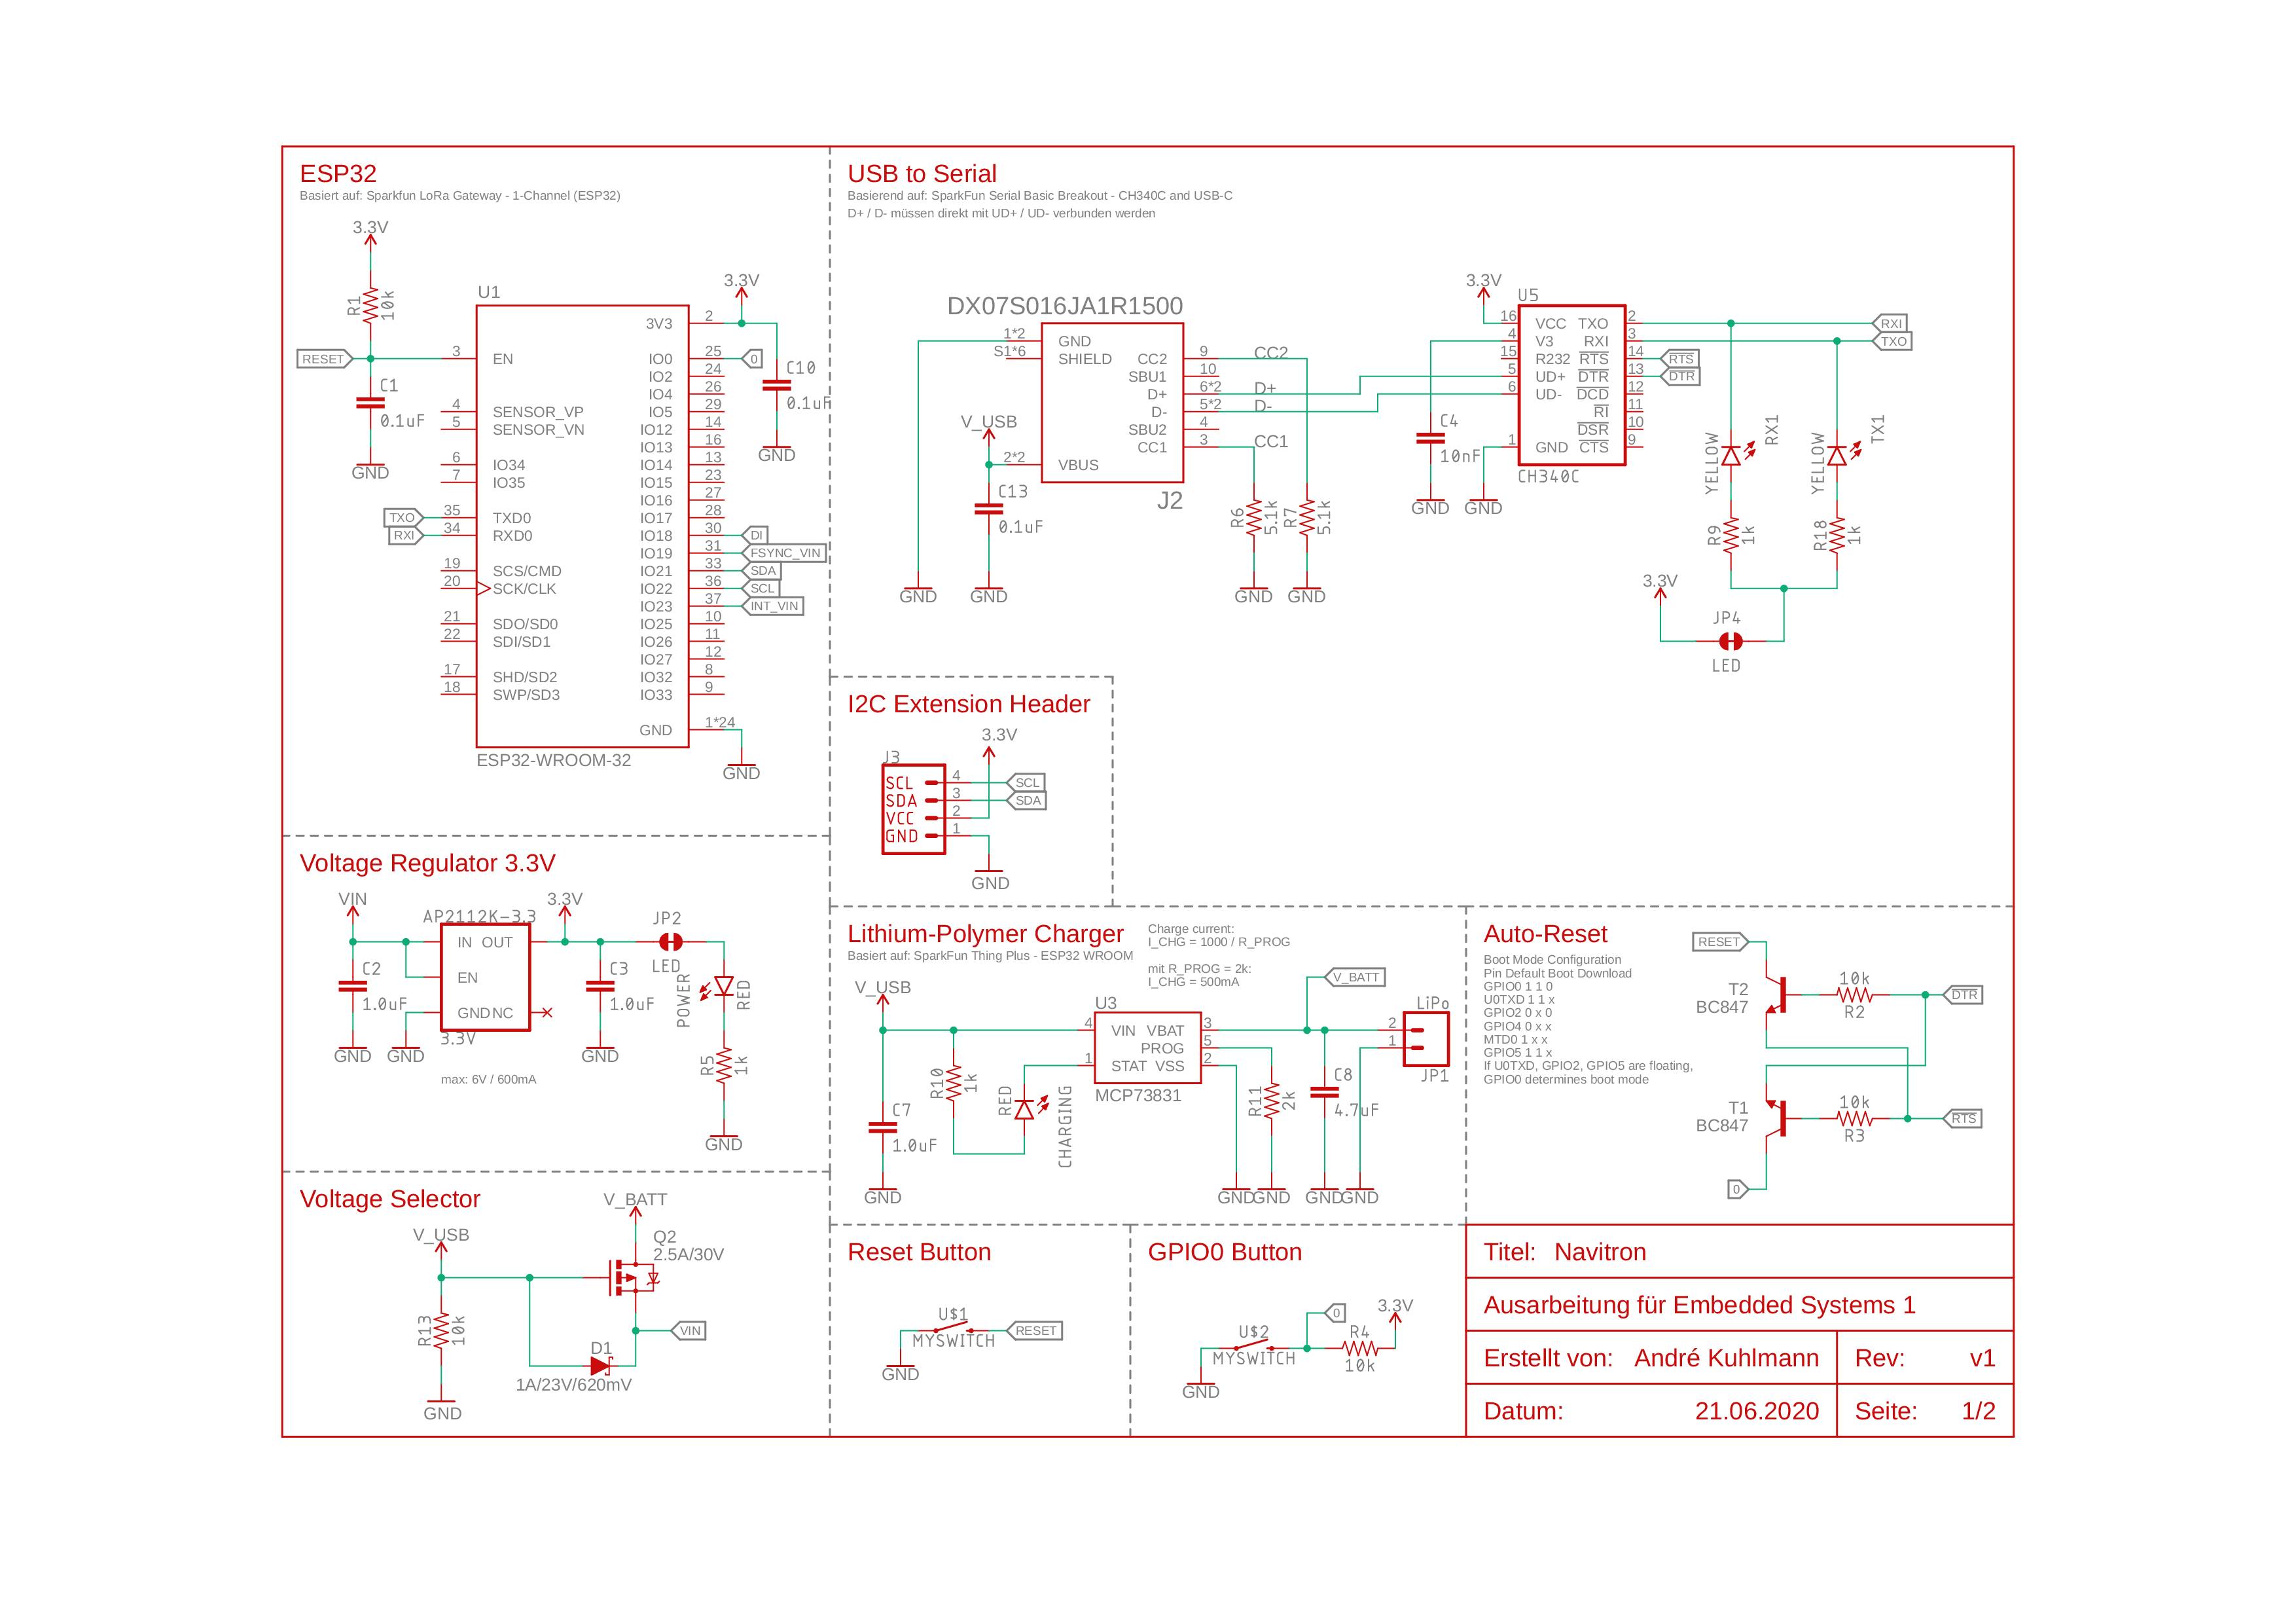 ESP32
Basiert auf: Sparkfun LoRa Gateway - 1-Channel (ESP32)
3.3V
R1
10k
RESET
C1
0.1uF
GND
U1
3 EN
4 SENSOR_VP
5 SENSOR_VN
6 IO34
7 IO35
TXO 35 TXD0
RXI 34 RXD0
19 SCS/CMD
20 SCK/CLK
21 SDO/SD0
22 SDI/SD1
17 SHD/SD2
18 SWP/SD3
3.3V
3V3 2
IO0 25 0
IO2 24
IO4 26
IO5 29
IO12 14
IO13 16
IO14 13
IO15 23
IO16 27
IO17 28
IO18 30 DI
IO19 31 FSYNC_VIN
IO21 33 SDA
IO22 36 SCL
IO23 37 INT_VIN
IO25 10
IO26 11
IO27 12
IO32 8
IO33 9
GND 1*24
GND
ESP32-WROOM-32
C10
0.1uF
GND
USB to Serial
Basierend auf: SparkFun Serial Basic Breakout - CH340C and USB-C
D+ / D- müssen direkt mit UD+ / UD- verbunden werden
DX07S016JA1R1500
1*2 GND
S1*6 SHIELD
2*2 VBUS
CC2 9 CC2
SBU1 10
D+ 6*2 D+
D- 5*2 D-
SBU2 4
CC1 3 CC1
J2
V_USB
C13
0.1uF
GND
GND
R6
5.1k
R7
5.1k
GND
GND
3.3V
U5
16 VCC TXO 2 RXI
4 V3 RXI 3 TXO
15 R232 RTS 14 RTS
5 UD+ DTR 13 DTR
6 UD- DCD 12
RI 11
DSR 10
1 GND CTS 9
CH340C
C4
10nF
GND
GND
YELLOW
RX1
YELLOW
TX1
R9
1k
R18
1k
3.3V
JP4
LED
I2C Extension Header
3.3V
J3
SCL 4 SCL
SDA 3 SDA
VCC 2
GND 1
GND
Voltage Regulator 3.3V
VIN
AP2112K-3.3
3.3V
JP2
LED
IN OUT
EN
GND NC
3.3V
C2
1.0uF
GND
GND
C3
1.0uF
GND
POWER
RED
R5
1k
GND
max: 6V / 600mA
Lithium-Polymer Charger
Basiert auf: SparkFun Thing Plus - ESP32 WROOM
Charge current:
I_CHG = 1000 / R_PROG
mit R_PROG = 2k:
I_CHG = 500mA
V_USB
V_BATT
U3
4 VIN VBAT 3
PROG 5
1 STAT VSS 2
MCP73831
LiPo
2
1
JP1
R10
1k
RED
CHARGING
C7
1.0uF
R11
2k
C8
4.7uF
GND
GND
GND
GND
GND
Auto-Reset
Boot Mode Configuration
Pin Default Boot Download
GPIO0 1 1 0
U0TXD 1 1 x
GPIO2 0 x 0
GPIO4 0 x x
MTD0 1 x x
GPIO5 1 1 x
If U0TXD, GPIO2, GPIO5 are floating,
GPIO0 determines boot mode
RESET
T2
BC847
10k
R2
DTR
T1
BC847
10k
R3
RTS
0
Voltage Selector
V_USB
V_BATT
Q2
2.5A/30V
R13
10k
VIN
D1
1A/23V/620mV
GND
Reset Button
U$1
MYSWITCH
RESET
GND
GPIO0 Button
0
3.3V
U$2
MYSWITCH
R4
10k
GND
Titel: Navitron
Ausarbeitung für Embedded Systems 1
Erstellt von: André Kuhlmann
Rev: v1
Datum: 21.06.2020
Seite: 1/2